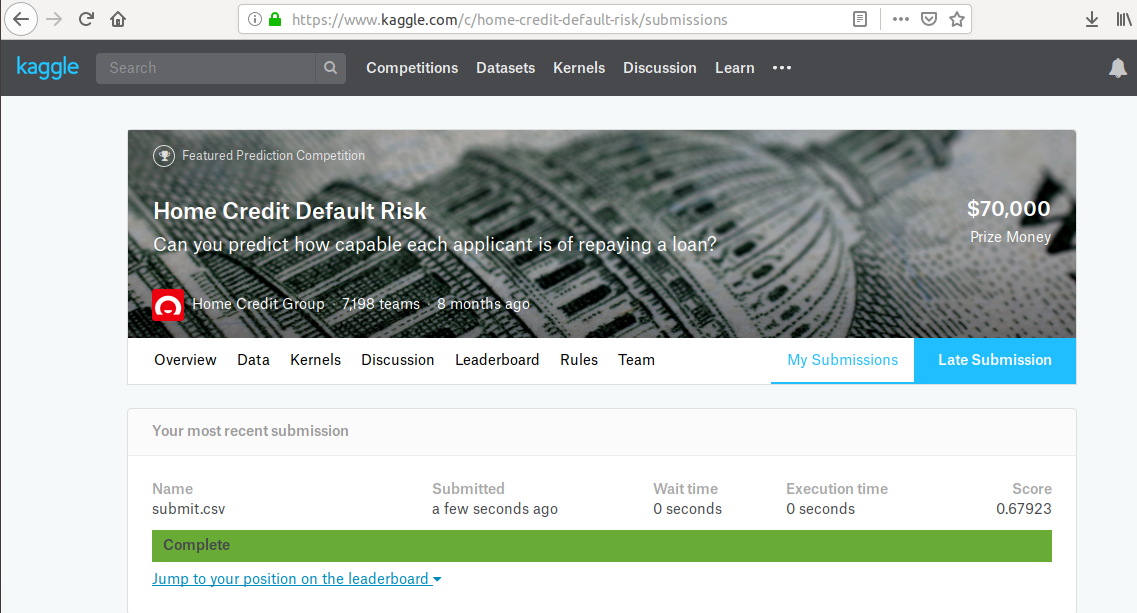 https://www.kaggle.com/c/home-credit-default-risk/submissions
kaggle Search Competitions Datasets Kernels Discussion Learn
Featured Prediction Competition
Home Credit Default Risk
$70,000
Can you predict how capable each applicant is of repaying a loan?
Prize Money
Home Credit Group · 7,198 teams · 8 months ago
Overview Data Kernels Discussion Leaderboard Rules Team My Submissions Late Submission
Your most recent submission
Name Submitted Wait time Execution time Score
submit.csv a few seconds ago 0 seconds 0 seconds 0.67923
Complete
Jump to your position on the leaderboard